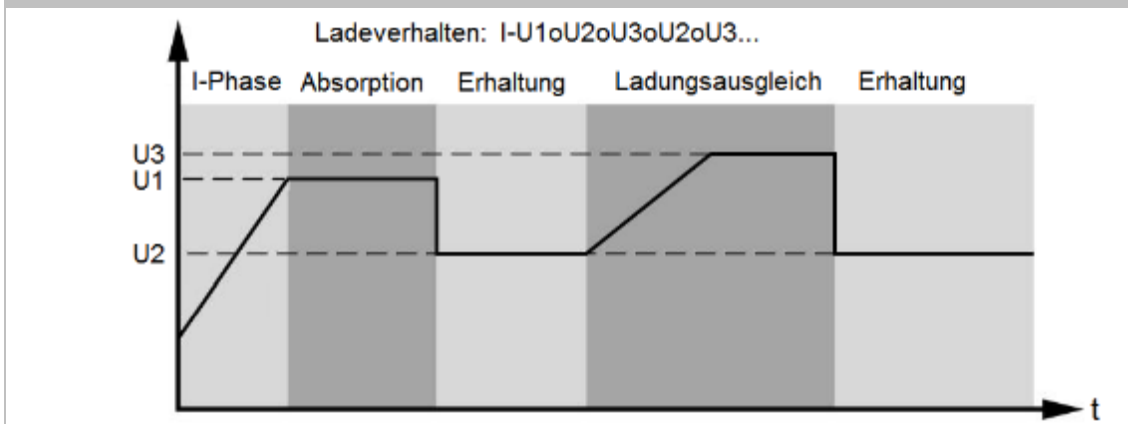 Ladeverhalten: I-U1oU2oU3oU2oU3...
I-Phase Absorption Erhaltung Ladungsausgleich Erhaltung
U3
U1
U2
t